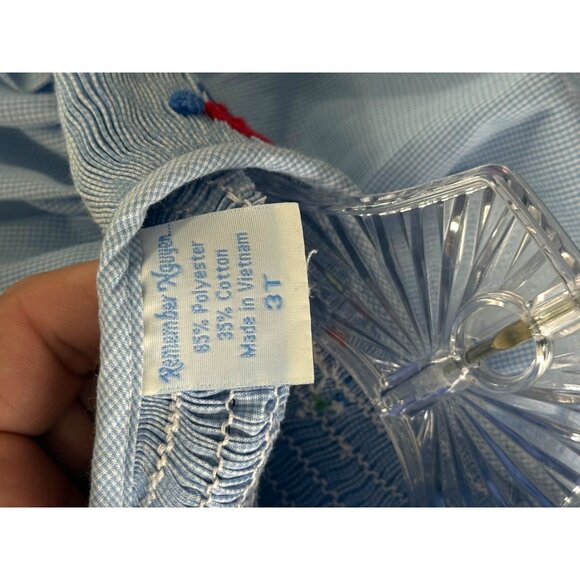 Remember Nguyen...
65% Polyester
35% Cotton
Made in Vietnam
3T